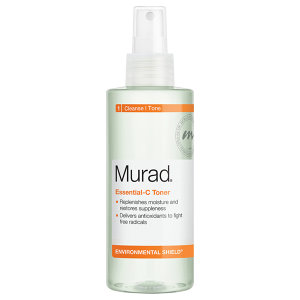 1 Cleanse | Tone
Murad.
Essential-C Toner
• Replenishes moisture and
restores suppleness
• Delivers antioxidants to fight
free radicals
ENVIRONMENTAL SHIELD®